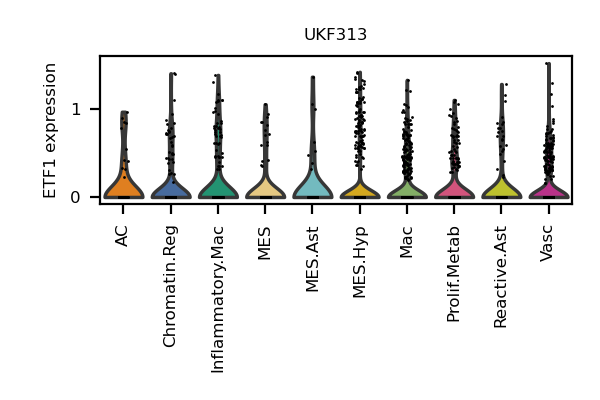 UKF313
ETF1 expression
1
0
AC
Chromatin.Reg
Inflammatory.Mac
MES
MES.Ast
MES.Hyp
Mac
Prolif.Metab
Reactive.Ast
Vasc